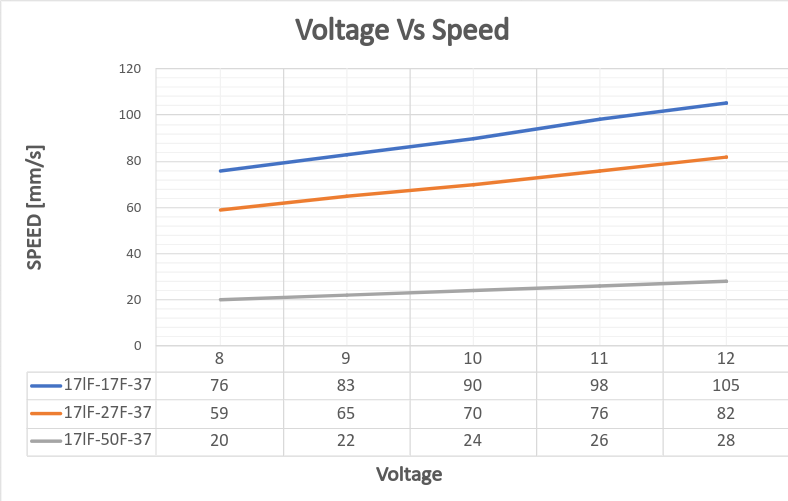 Voltage Vs Speed
120
100
80
60
40
20
0
SPEED [mm/s]
8 9 10 11 12
17lF-17F-37 76 83 90 98 105
17lF-27F-37 59 65 70 76 82
17lF-50F-37 20 22 24 26 28
Voltage